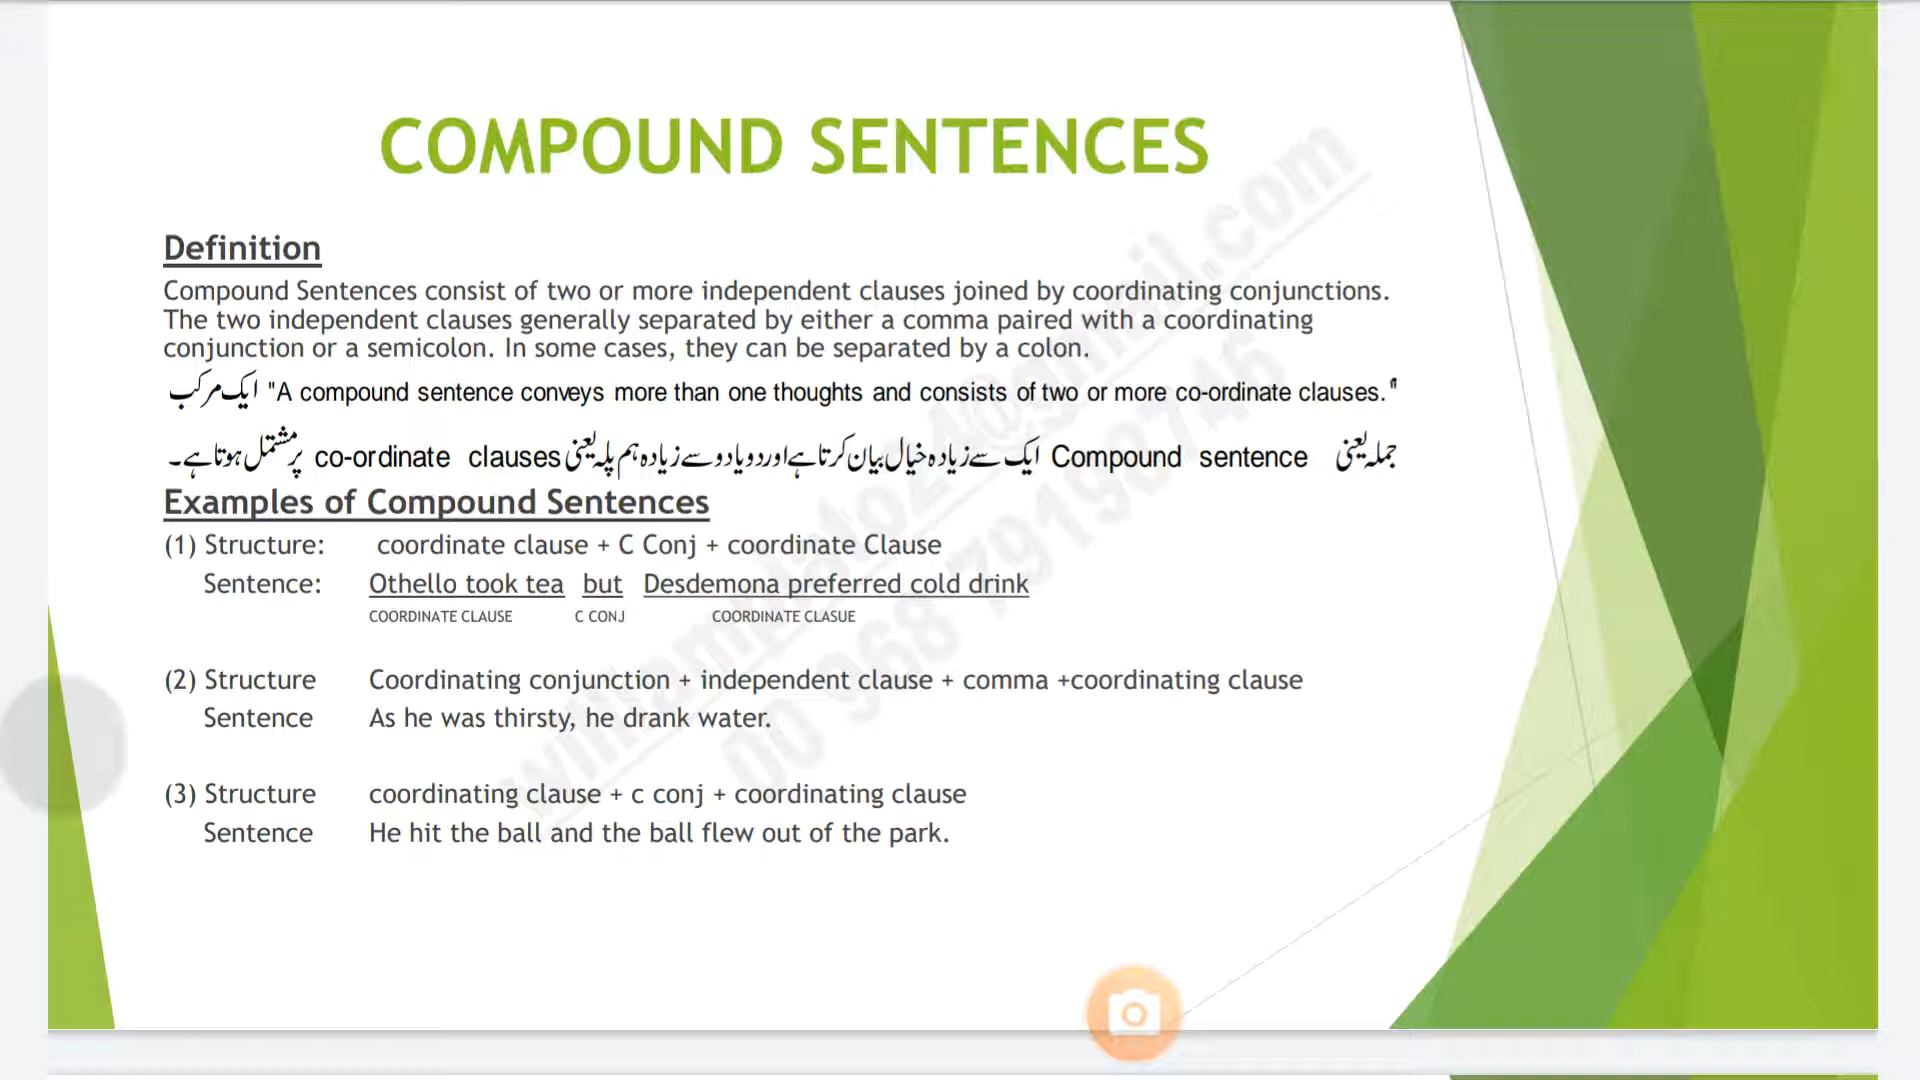 COMPOUND SENTENCES
Definition
Compound Sentences consist of two or more independent clauses joined by coordinating conjunctions.
The two independent clauses generally separated by either a comma paired with a coordinating
conjunction or a semicolon. In some cases, they can be separated by a colon.
"A compound sentence conveys more than one thoughts and consists of two or more co-ordinate clauses." ایک مرکب
جملہ یعنی Compound sentence ایک سے زیادہ خیال بیان کرتا ہے اور دو یا دو سے زیادہ ہم پلہ یعنی co-ordinate clauses پر مشتمل ہوتا ہے۔
Examples of Compound Sentences
(1) Structure: coordinate clause + C Conj + coordinate Clause
Sentence: Othello took tea but Desdemona preferred cold drink
COORDINATE CLAUSE C CONJ COORDINATE CLASUE
(2) Structure Coordinating conjunction + independent clause + comma +coordinating clause
Sentence As he was thirsty, he drank water.
(3) Structure coordinating clause + c conj + coordinating clause
Sentence He hit the ball and the ball flew out of the park.